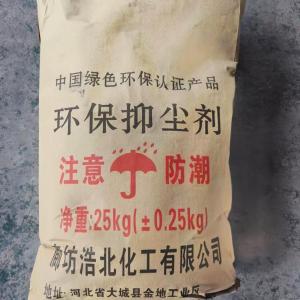 中国绿色环保认证产品
环保抑尘剂
注意 防潮
净重:25kg(±0.25kg)
廊坊浩北化工有限公司
地址:河北省大城县金地工业区